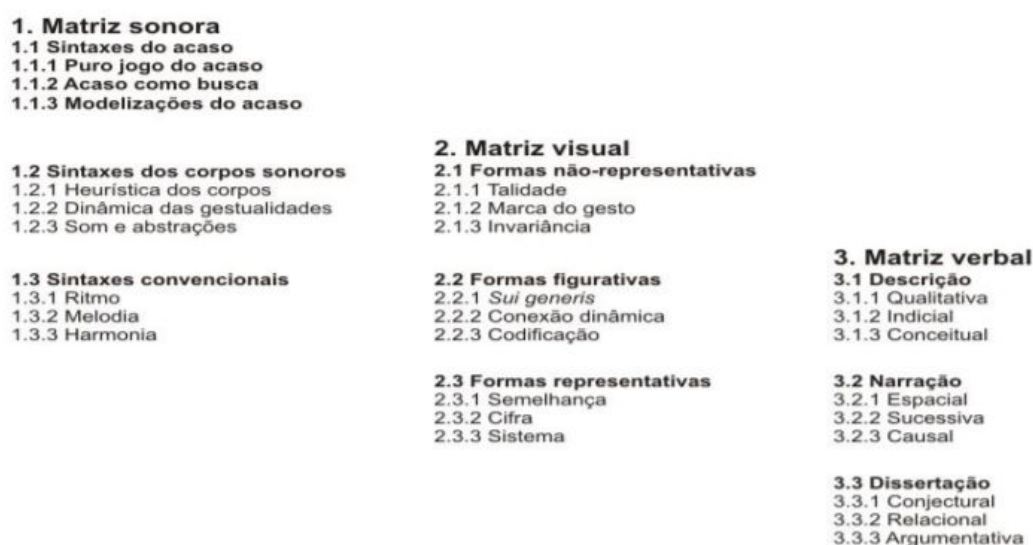 1. Matriz sonora
1.1 Sintaxes do acaso
1.1.1 Puro jogo do acaso
1.1.2 Acaso como busca
1.1.3 Modelizações do acaso
1.2 Sintaxes dos corpos sonoros
1.2.1 Heurística dos corpos
1.2.2 Dinâmica das gestualidades
1.2.3 Som e abstrações
1.3 Sintaxes convencionais
1.3.1 Ritmo
1.3.2 Melodia
1.3.3 Harmonia
2. Matriz visual
2.1 Formas não-representativas
2.1.1 Talidade
2.1.2 Marca do gesto
2.1.3 Invariância
2.2 Formas figurativas
2.2.1 Sui generis
2.2.2 Conexão dinâmica
2.2.3 Codificação
2.3 Formas representativas
2.3.1 Semelhança
2.3.2 Cifra
2.3.3 Sistema
3. Matriz verbal
3.1 Descrição
3.1.1 Qualitativa
3.1.2 Indicial
3.1.3 Conceitual
3.2 Narração
3.2.1 Espacial
3.2.2 Sucessiva
3.2.3 Causal
3.3 Dissertação
3.3.1 Conjectural
3.3.2 Relacional
3.3.3 Argumentativa